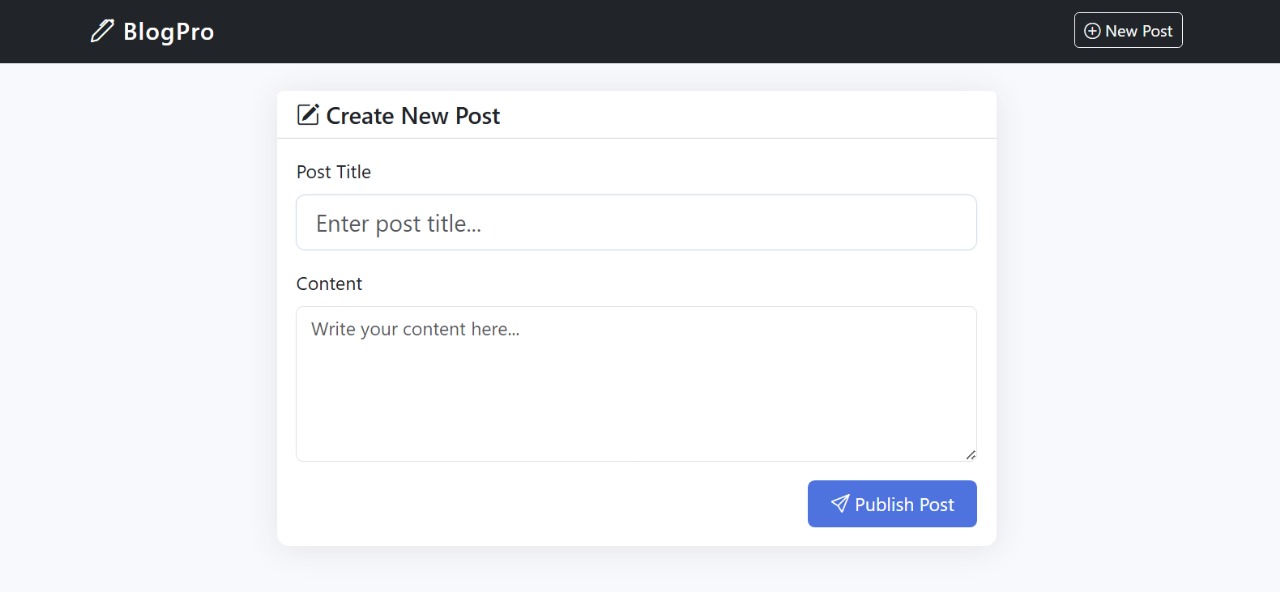 BlogPro
New Post
Create New Post
Post Title
Enter post title...
Content
Write your content here...
Publish Post